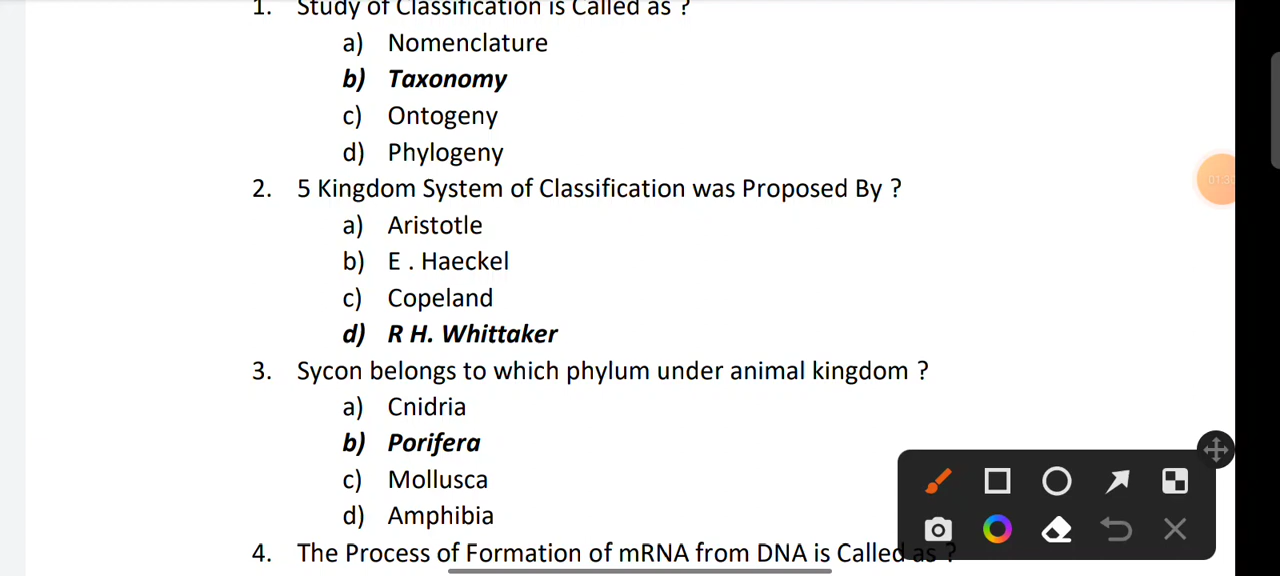 1. Study of Classification is Called as ?
a) Nomenclature
b) Taxonomy
c) Ontogeny
d) Phylogeny
2. 5 Kingdom System of Classification was Proposed By ?
a) Aristotle
b) E . Haeckel
c) Copeland
d) R H. Whittaker
3. Sycon belongs to which phylum under animal kingdom ?
a) Cnidria
b) Porifera
c) Mollusca
d) Amphibia
4. The Process of Formation of mRNA from DNA is Called as ?